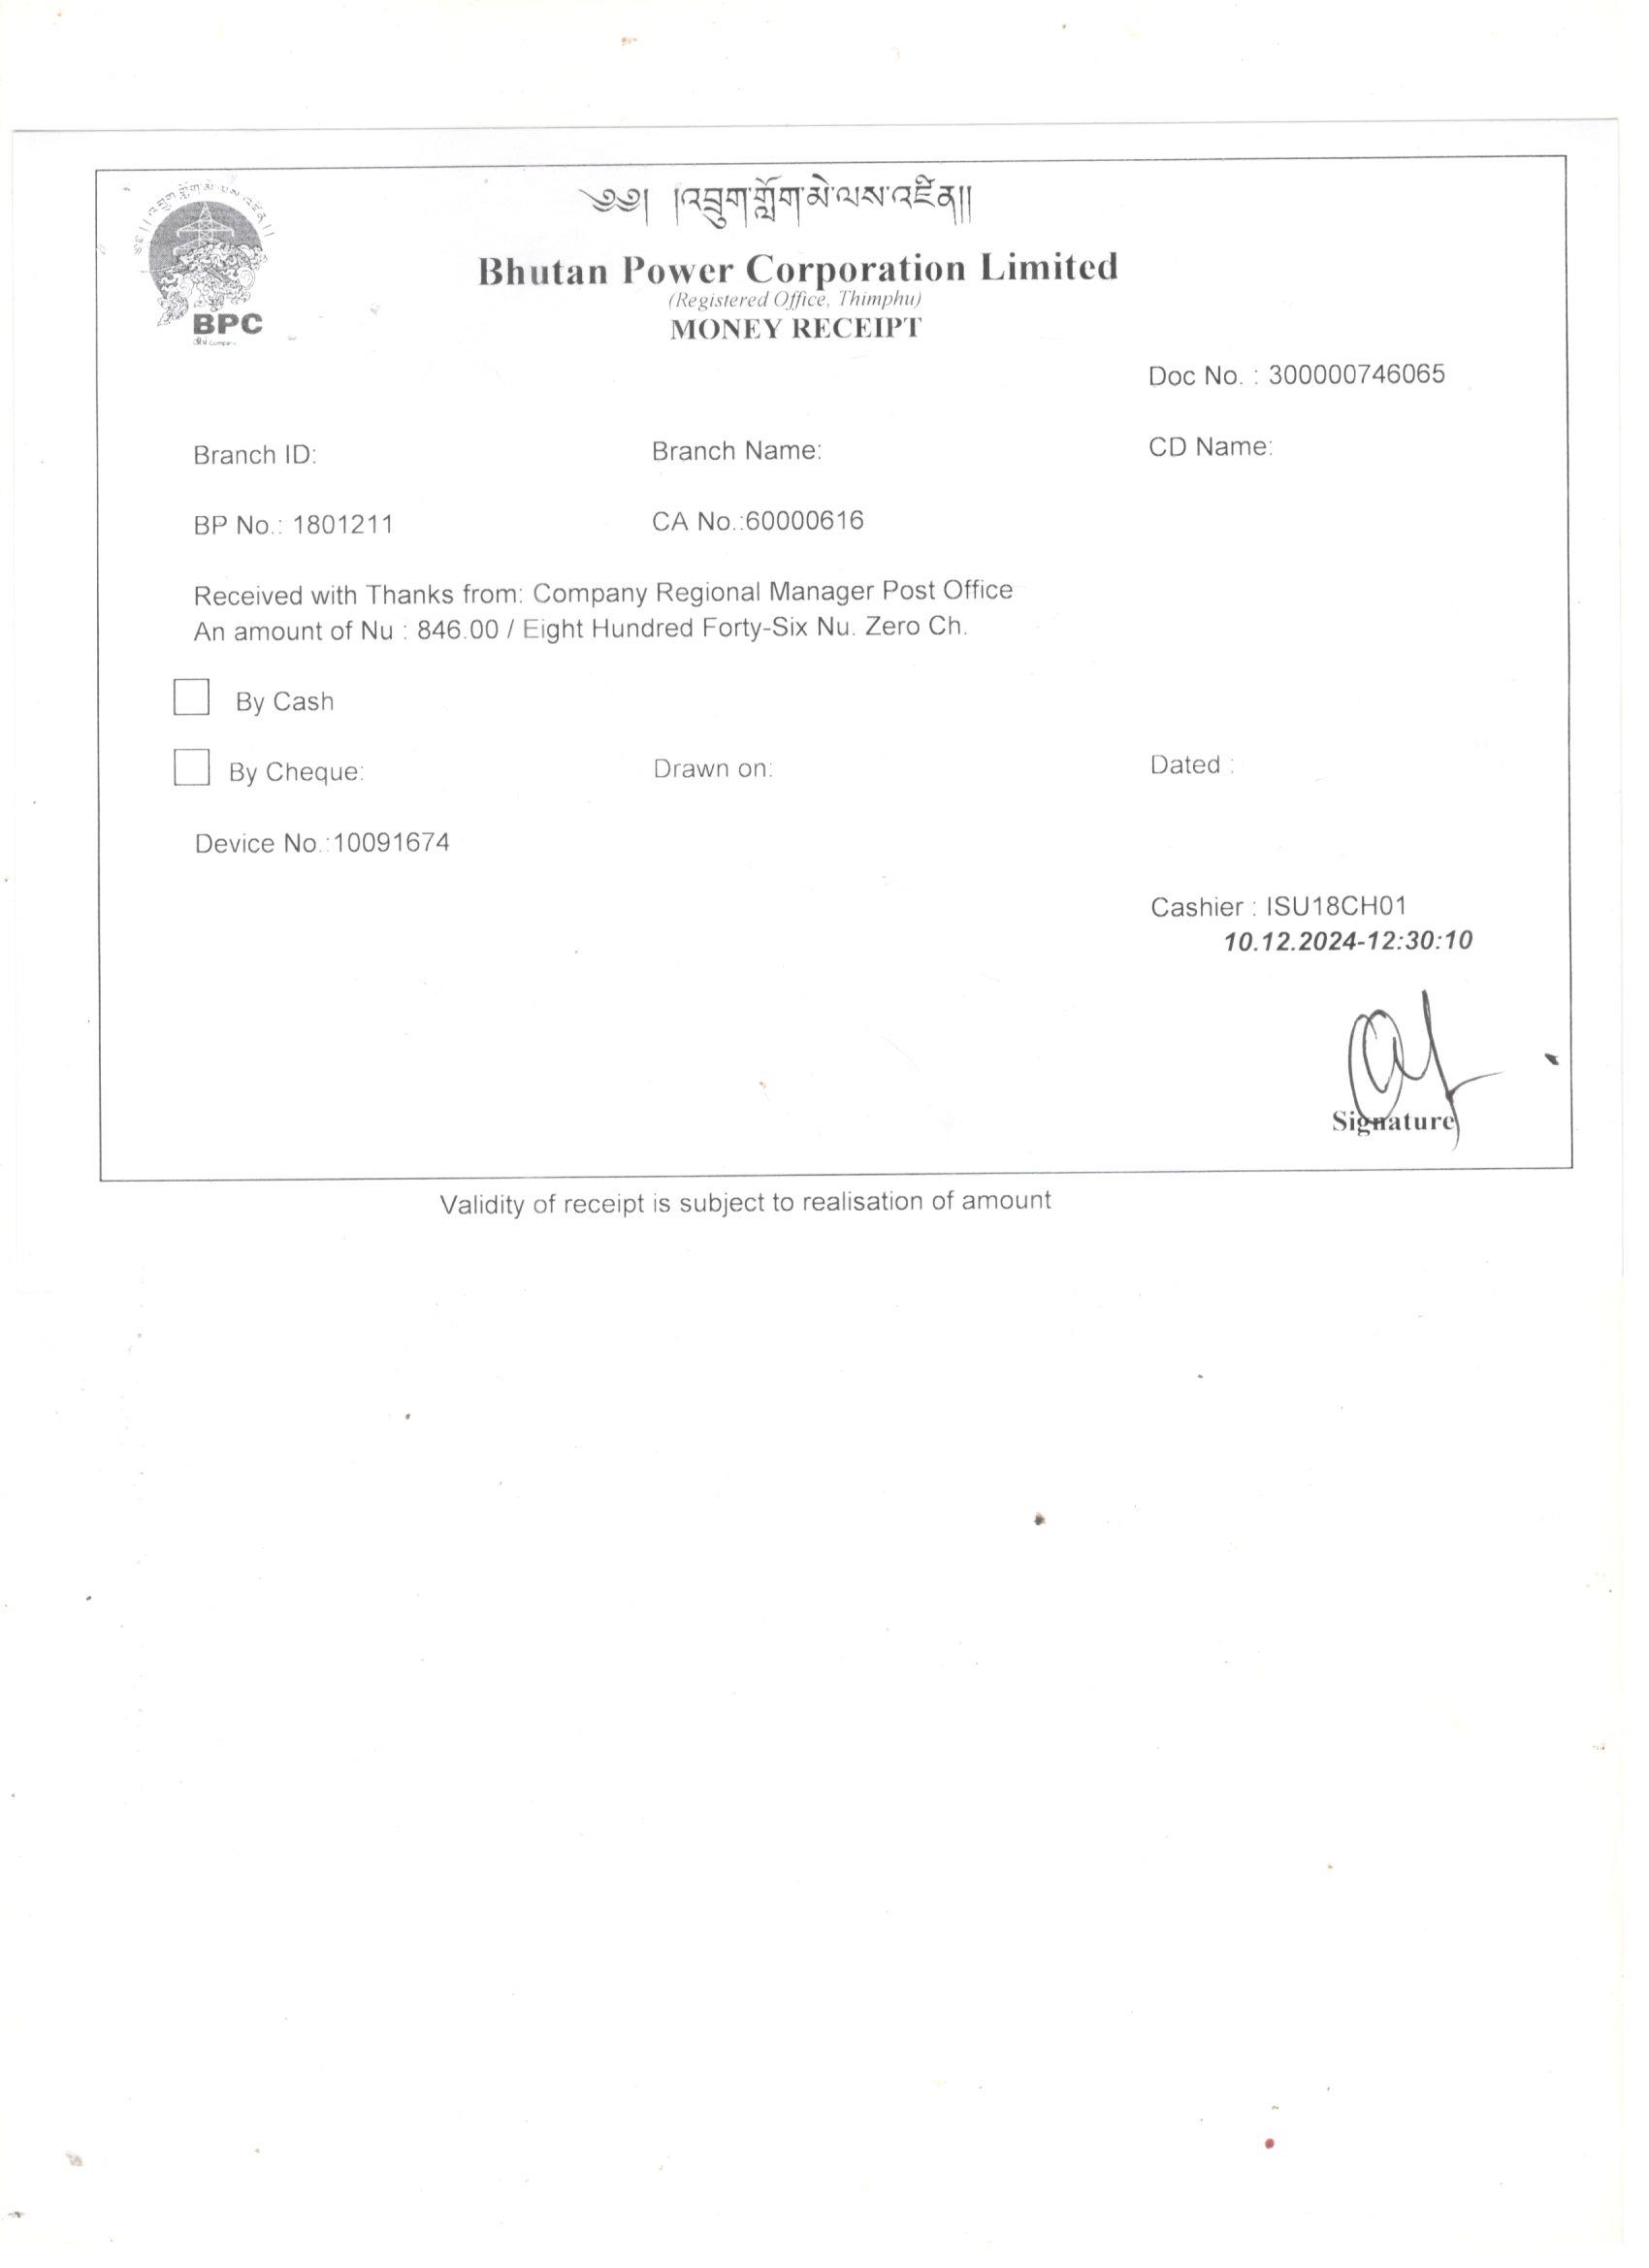 ༄༅། །འབྲུག་གློག་མེ་ལས་འཛིན།།
Bhutan Power Corporation Limited
(Registered Office, Thimphu)
MONEY RECEIPT
BPC
Doc No. : 300000746065
Branch ID: Branch Name: CD Name:
BP No.: 1801211 CA No.:60000616
Received with Thanks from: Company Regional Manager Post Office
An amount of Nu : 846.00 / Eight Hundred Forty-Six Nu. Zero Ch.
By Cash
By Cheque: Drawn on: Dated :
Device No.:10091674
Cashier : ISU18CH01
10.12.2024-12:30:10
Signature
Validity of receipt is subject to realisation of amount